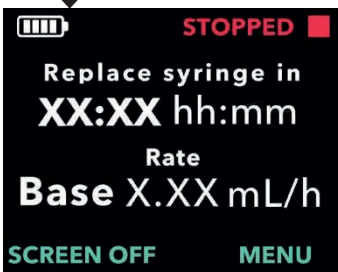 STOPPED
Replace syringe in
XX:XX hh:mm
Rate
Base X.XX mL/h
SCREEN OFF MENU